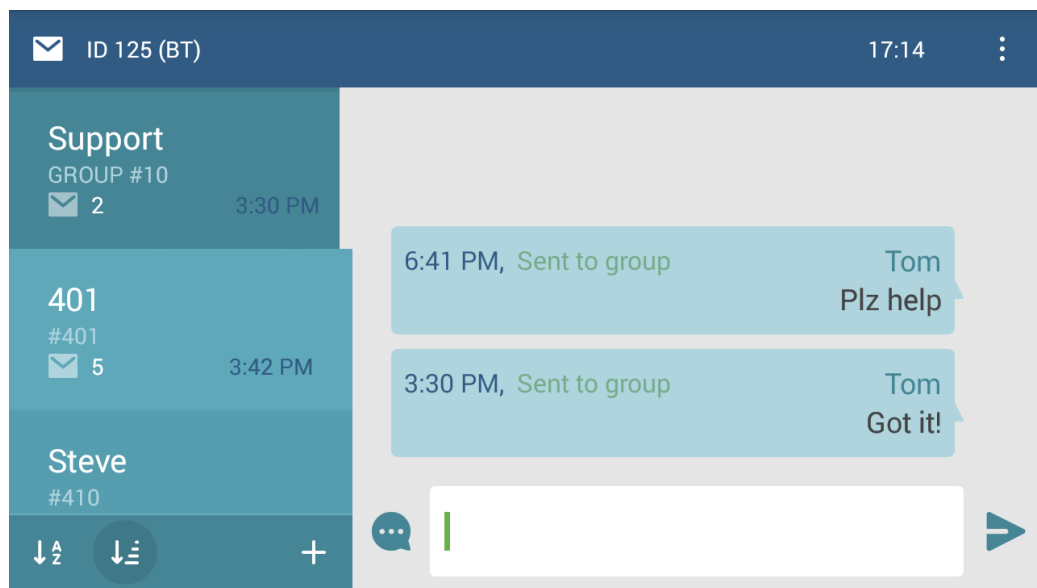 ID 125 (BT) 17:14
Support
GROUP #10
2 3:30 PM
401
#401
5 3:42 PM
Steve
#410
A
Z
6:41 PM, Sent to group Tom
Plz help
3:30 PM, Sent to group Tom
Got it!